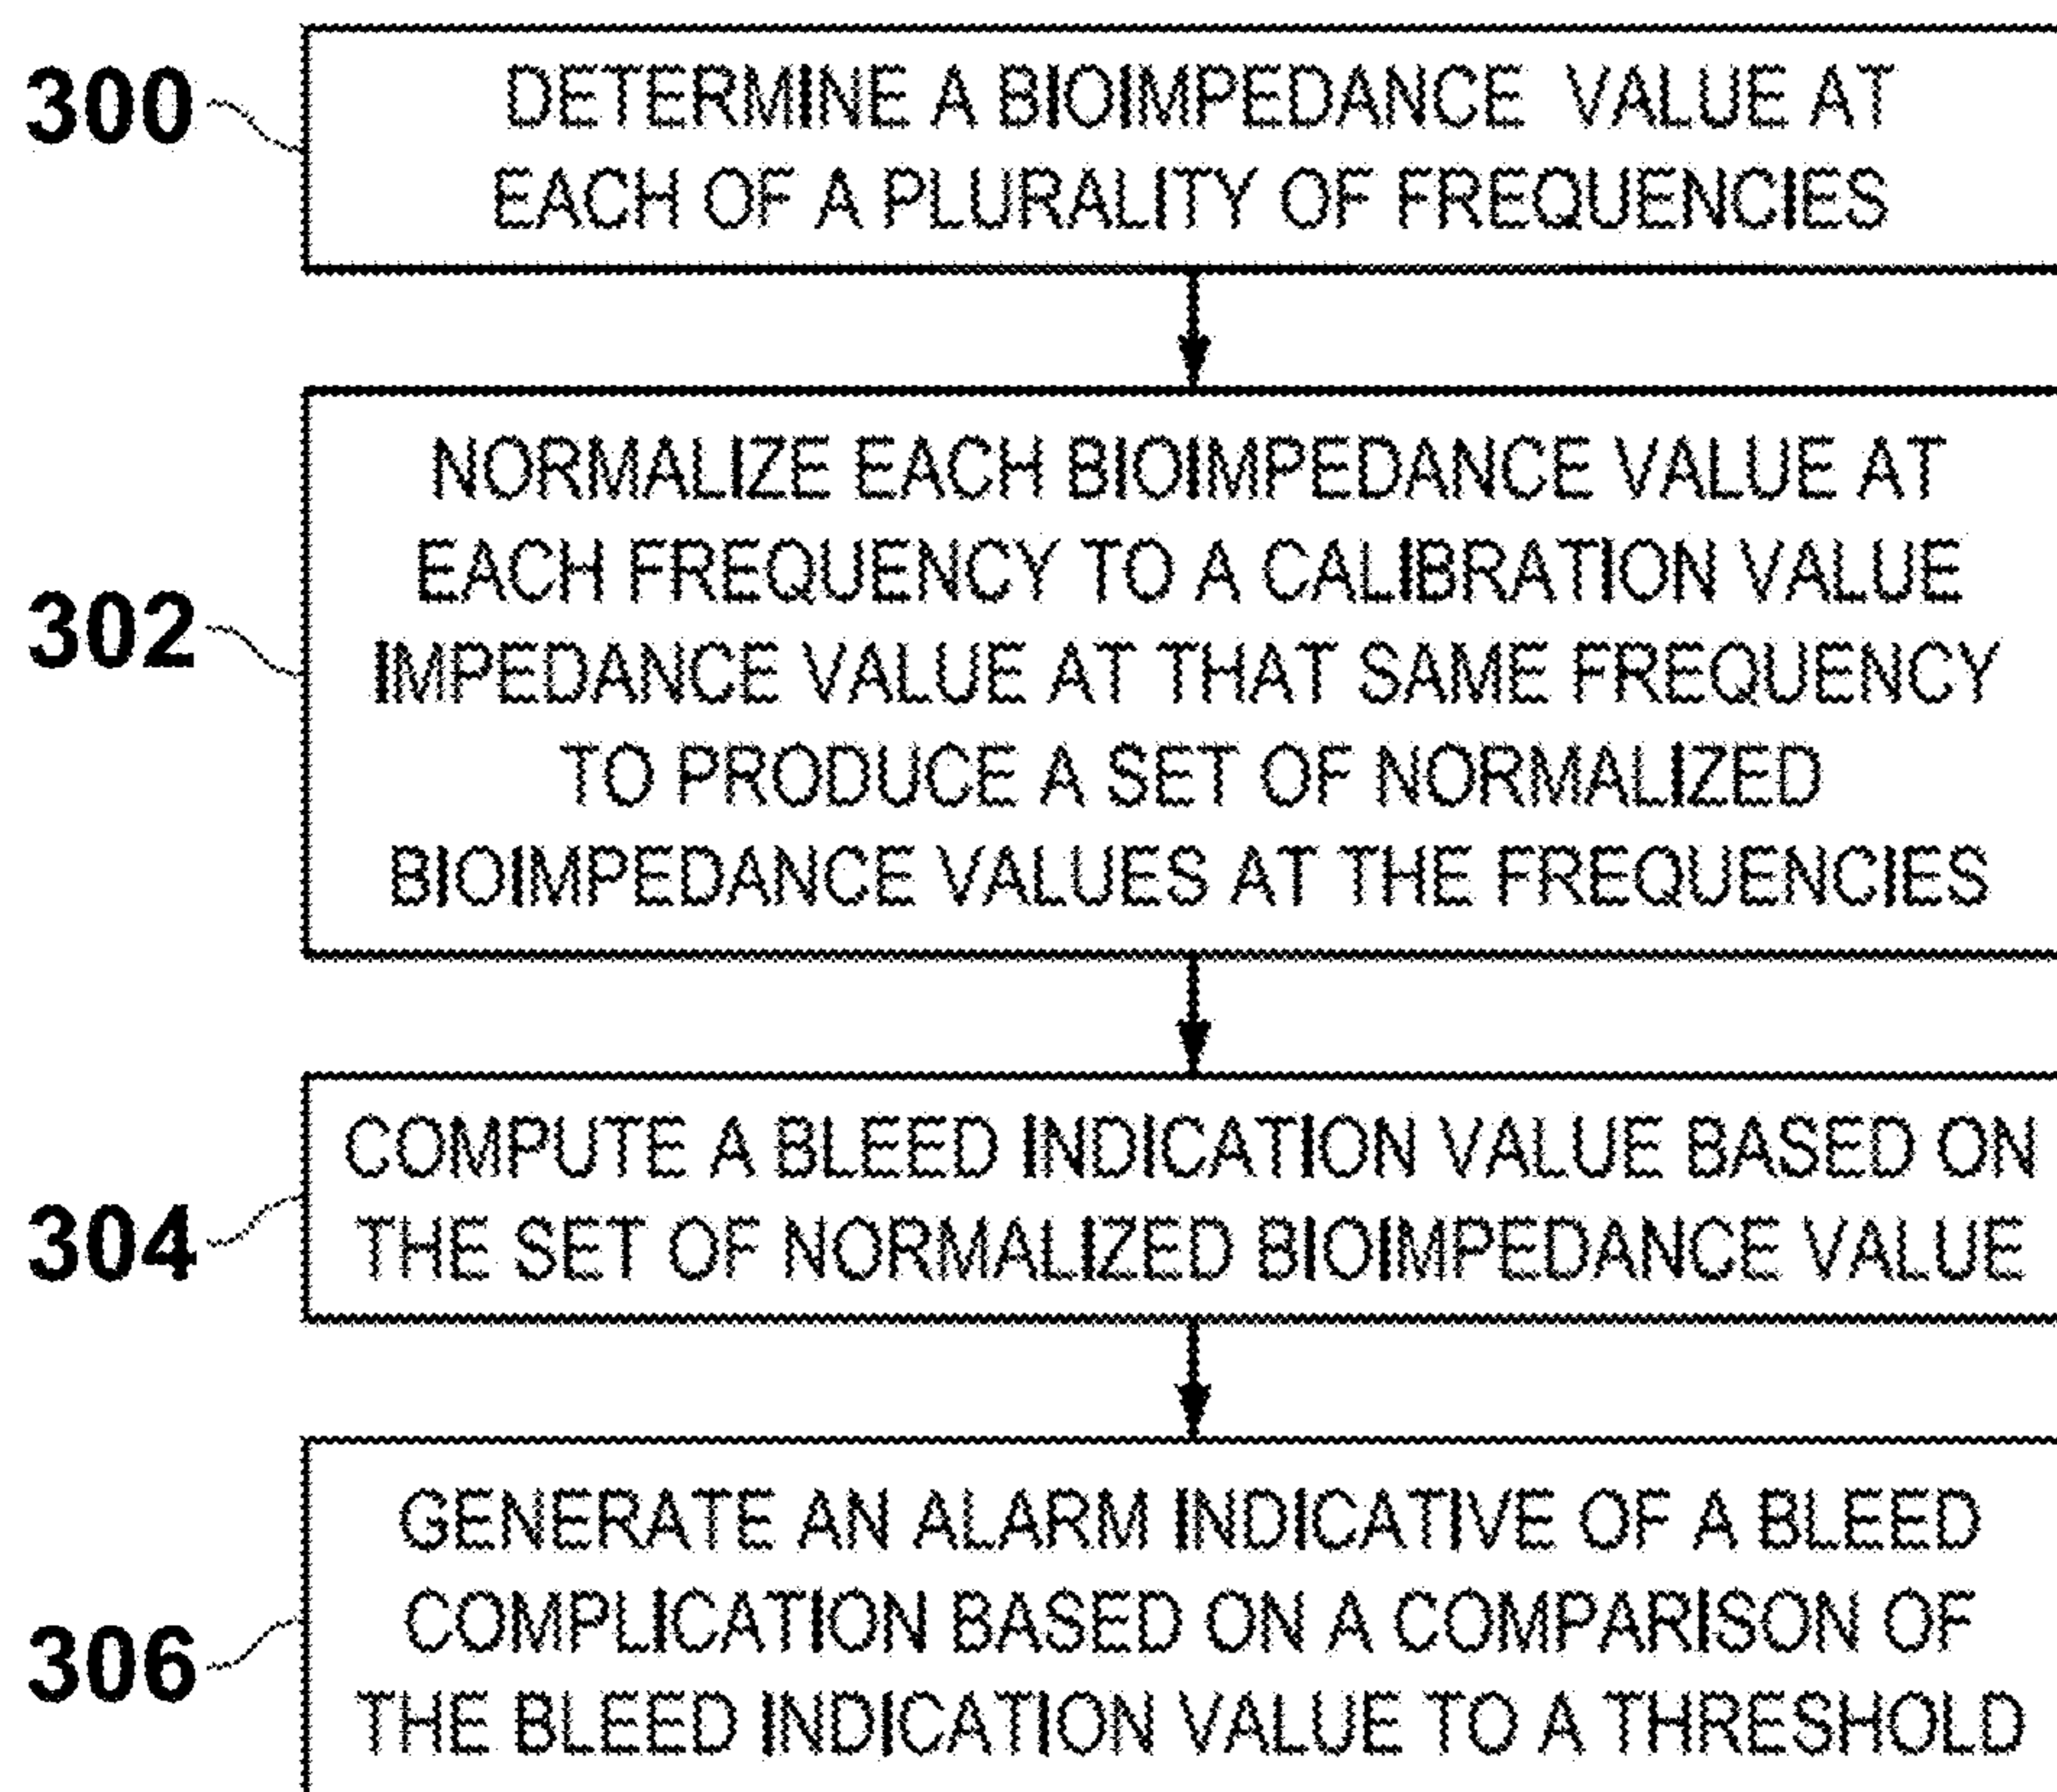 300
DETERMINE A BIOIMPEDANCE VALUE AT
EACH OF A PLURALITY OF FREQUENCIES
302
NORMALIZE EACH BIOIMPEDANCE VALUE AT
EACH FREQUENCY TO A CALIBRATION VALUE
IMPEDANCE VALUE AT THAT SAME FREQUENCY
TO PRODUCE A SET OF NORMALIZED
BIOIMPEDANCE VALUES AT THE FREQUENCIES
304
COMPUTE A BLEED INDICATION VALUE BASED ON
THE SET OF NORMALIZED BIOIMPEDANCE VALUE
306
GENERATE AN ALARM INDICATIVE OF A BLEED
COMPLICATION BASED ON A COMPARISON OF
THE BLEED INDICATION VALUE TO A THRESHOLD